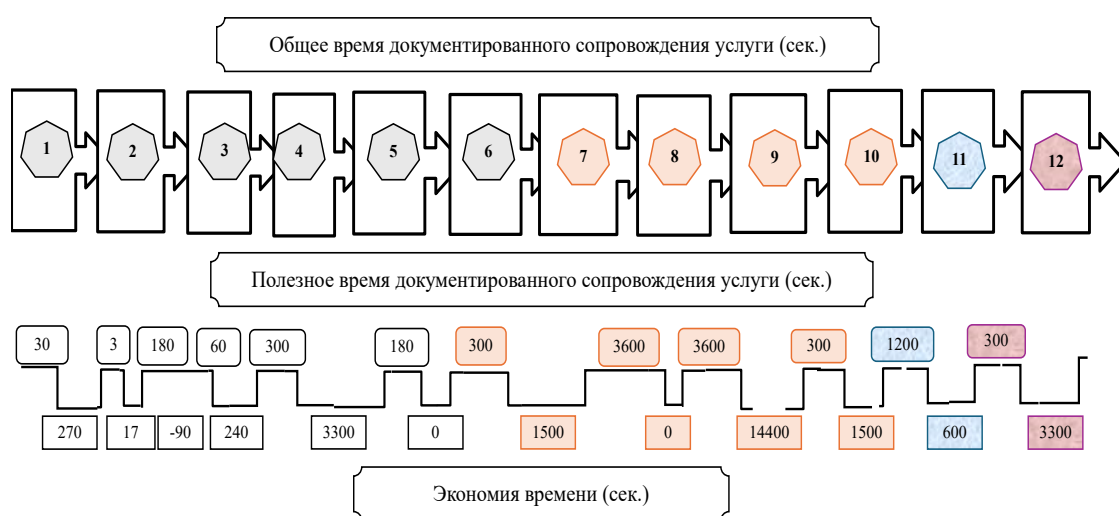 Общее время документированного сопровождения услуги (сек.)
1 2 3 4 5 6 7 8 9 10 11 12
Полезное время документированного сопровождения услуги (сек.)
30 3 180 60 300 180 300 3600 3600 300 1200 300
270 17 -90 240 3300 0 1500 0 14400 1500 600 3300
Экономия времени (сек.)